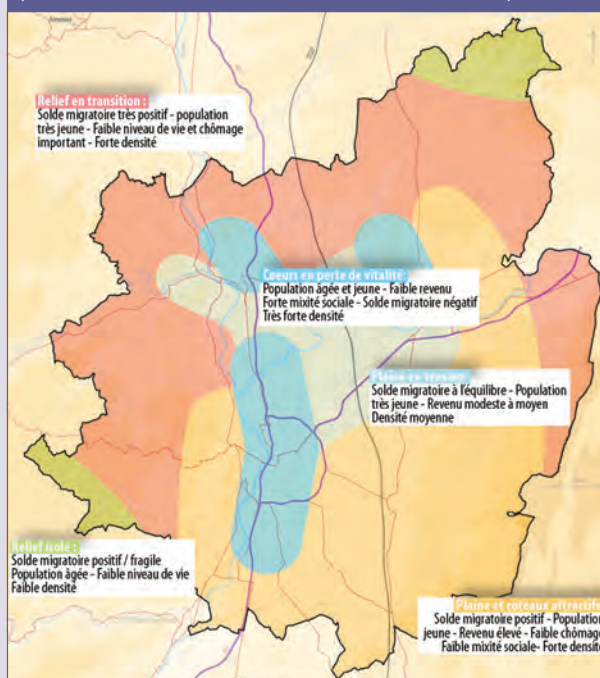 Relief en transition :
Solde migratoire très positif - population
très jeune - Faible niveau de vie et chômage
important - Forte densité
Coeurs en perte de vitalité :
Population âgée et jeune - Faible revenu
Forte mixité sociale - Solde migratoire négatif
Très forte densité
Plaine en
Solde migratoire à l'équilibre - Population
très jeune - Revenu modeste à moyen
Densité moyenne
Relief isolé :
Solde migratoire positif / fragile
Population âgée - Faible niveau de vie
Faible densité
Plaine et coteaux attractifs
Solde migratoire positif - Population
jeune - Revenu élevé - Faible chômage
Faible mixité sociale- Forte densité